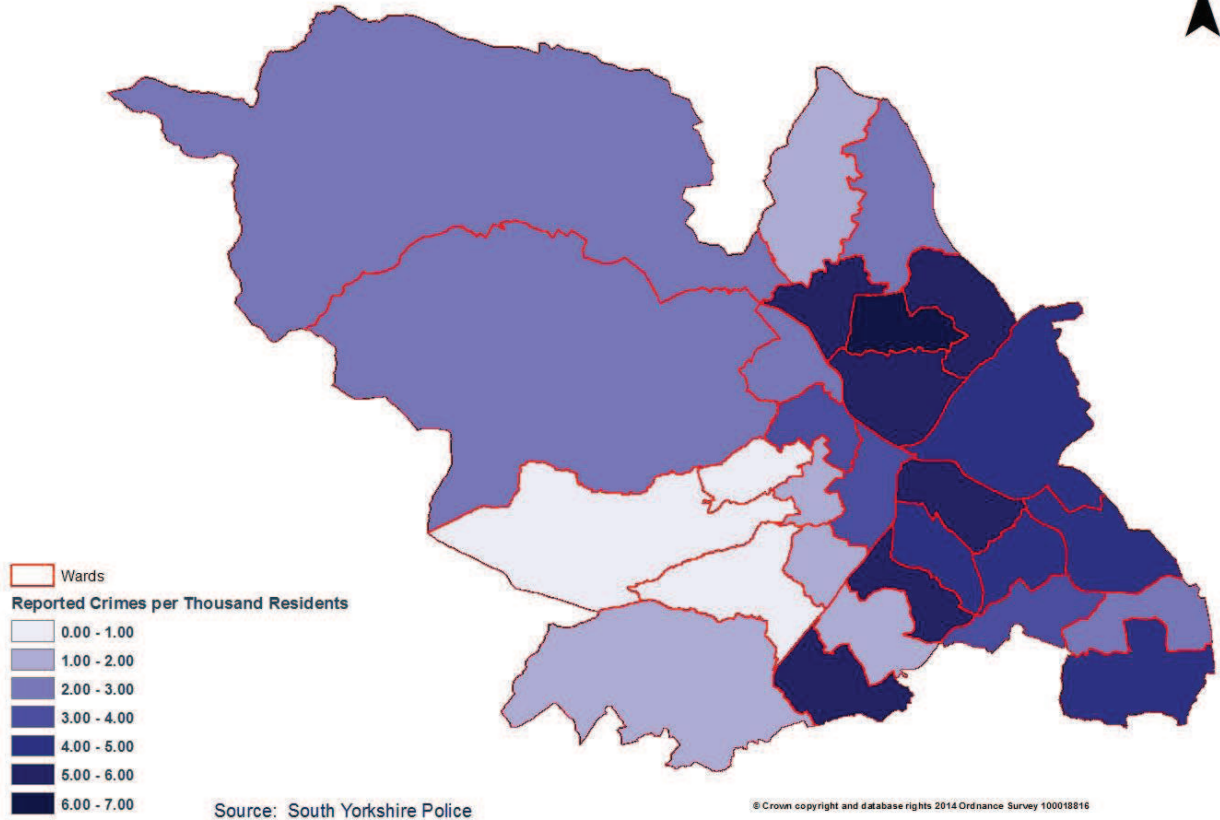 Wards
Reported Crimes per Thousand Residents
0.00 - 1.00
1.00 - 2.00
2.00 - 3.00
3.00 - 4.00
4.00 - 5.00
5.00 - 6.00
6.00 - 7.00
Source: South Yorkshire Police
© Crown copyright and database rights 2014 Ordnance Survey 100018816